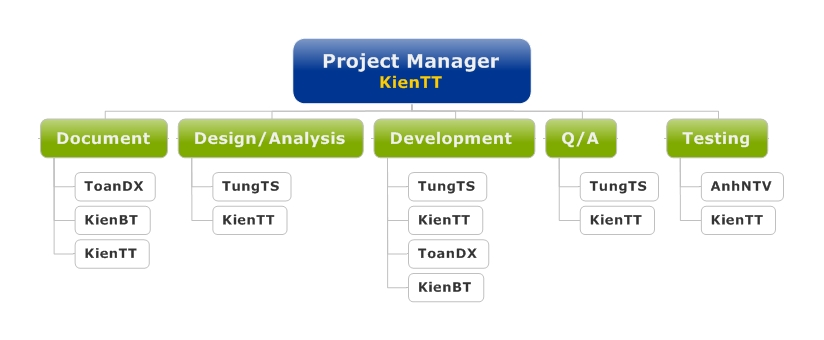 Project Manager
KienTT
Document
ToanDX
KienBT
KienTT
Design/Analysis
TungTS
KienTT
Development
TungTS
KienTT
ToanDX
KienBT
Q/A
TungTS
KienTT
Testing
AnhNTV
KienTT